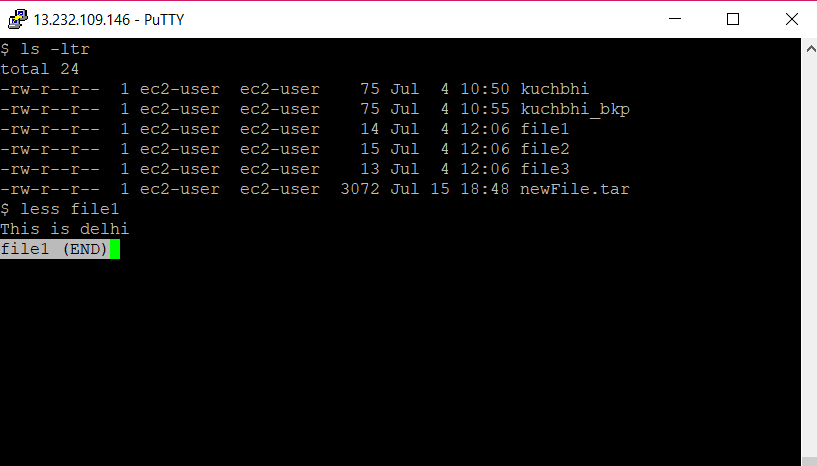 13.232.109.146 - PuTTY
$ ls -ltr
total 24
-rw-r--r--  1 ec2-user  ec2-user    75 Jul  4 10:50 kuchbhi
-rw-r--r--  1 ec2-user  ec2-user    75 Jul  4 10:55 kuchbhi_bkp
-rw-r--r--  1 ec2-user  ec2-user    14 Jul  4 12:06 file1
-rw-r--r--  1 ec2-user  ec2-user    15 Jul  4 12:06 file2
-rw-r--r--  1 ec2-user  ec2-user    13 Jul  4 12:06 file3
-rw-r--r--  1 ec2-user  ec2-user  3072 Jul 15 18:48 newFile.tar
$ less file1
This is delhi
file1 (END)